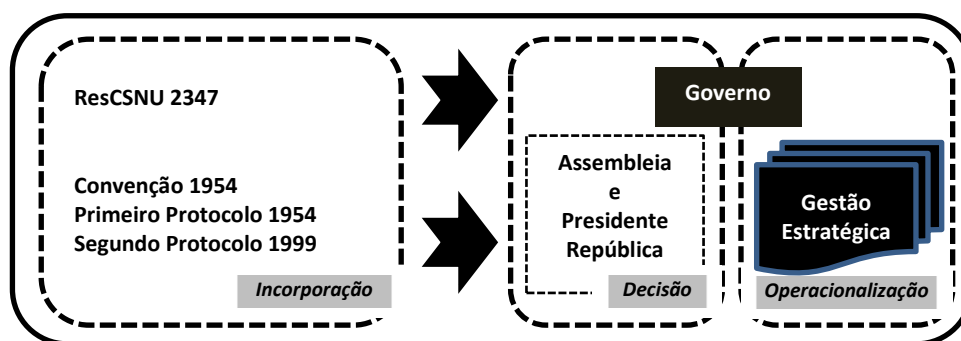 ResCSNU 2347
Convenção 1954
Primeiro Protocolo 1954
Segundo Protocolo 1999
Incorporação
Governo
Assembleia
e
Presidente
República
Decisão
Gestão
Estratégica
Operacionalização